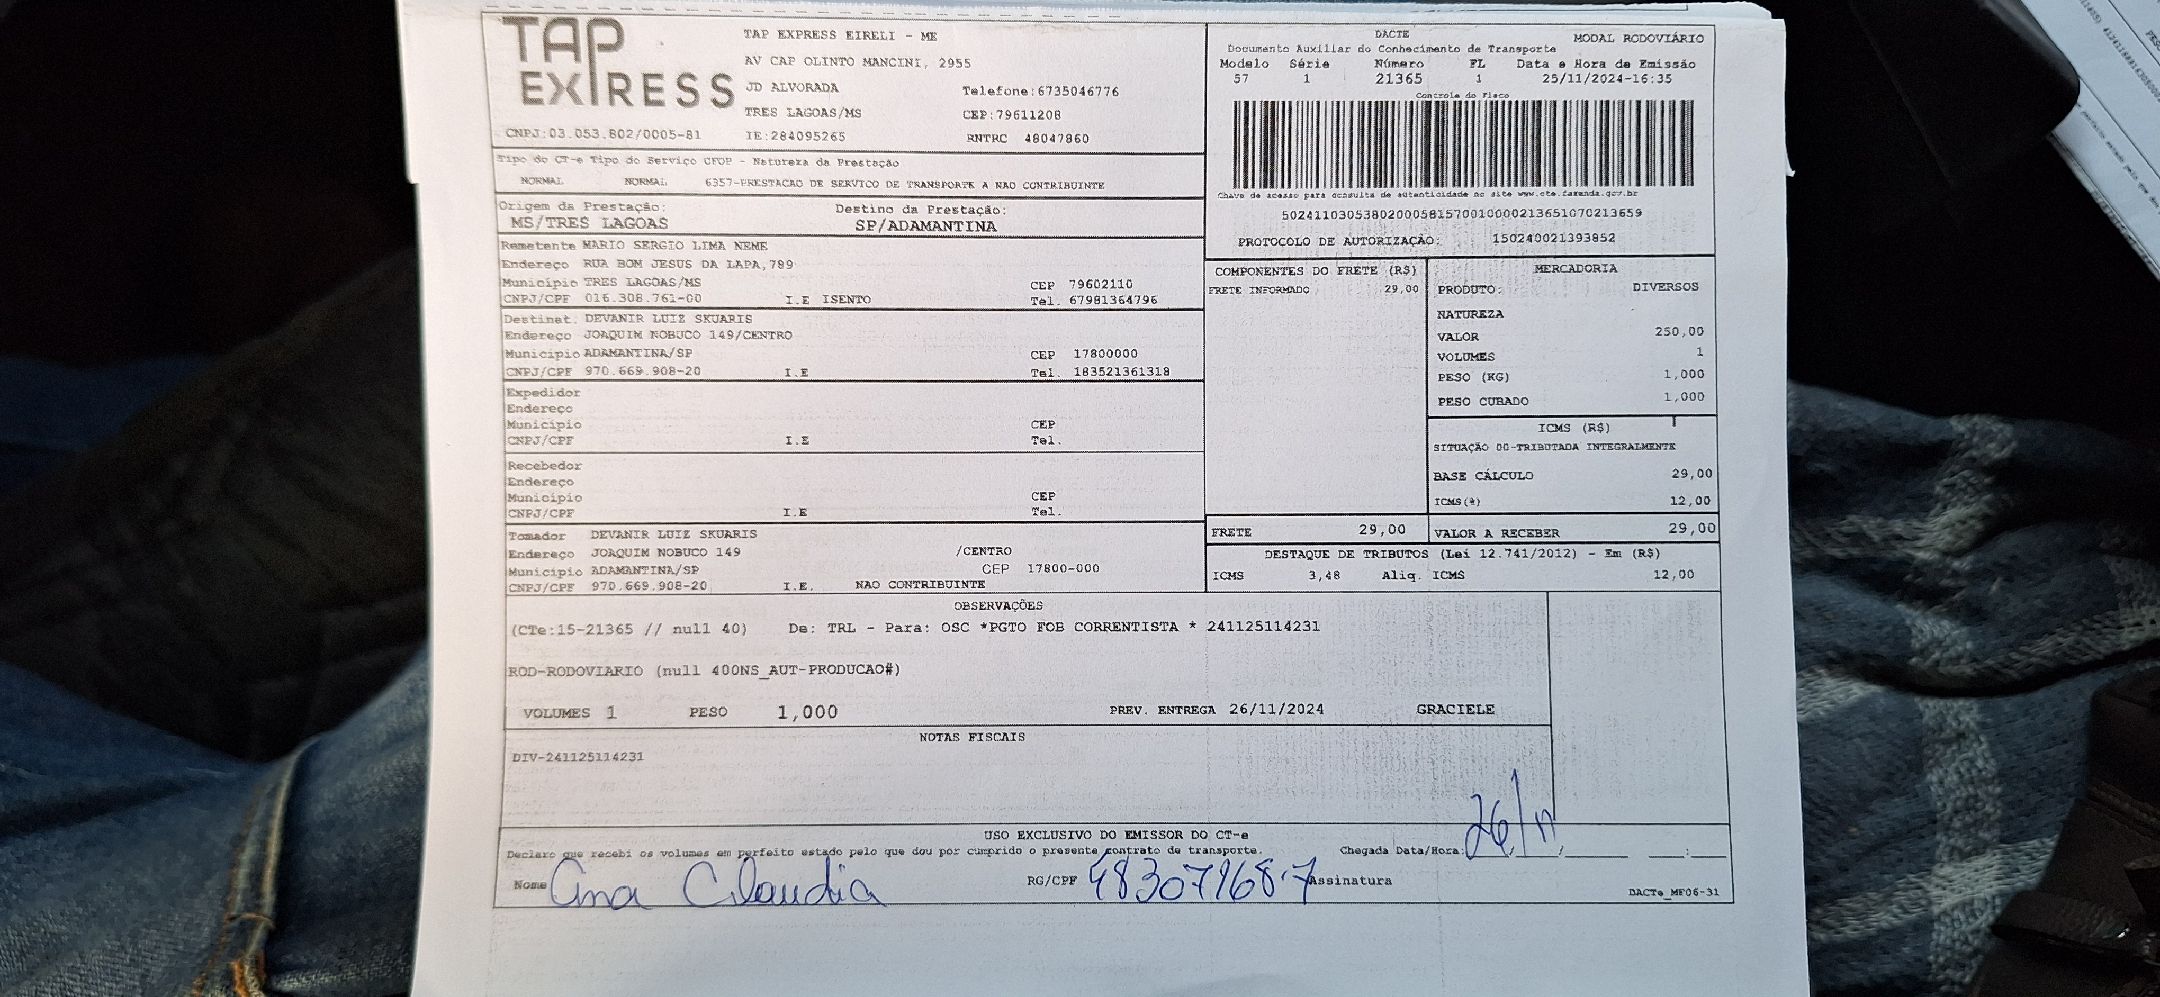 TAP EXPRESS
TAP EXPRESS EIRELI - ME
AV CAP OLINTO MANCINI, 2955
JD ALVORADA Telefone:6735046776
TRES LAGOAS/MS CEP:79611208
CNPJ:03.053.802/0005-81 IE:284095265 RNTRC 48047860
DACTE MODAL RODOVIÁRIO
Documento Auxiliar do Conhecimento de Transporte
Modelo Série Número FL Data e Hora de Emissão
57 1 21365 1 25/11/2024-16:35
Controle do Fisco
Chave de acesso para consulta de autenticidade no site www.cte.fazenda.gov.br
50241103053802000581570010000213651070213659
PROTOCOLO DE AUTORIZAÇÃO: 150240021393852
Tipo do CT-e Tipo do Serviço CFOP - Natureza da Prestação
NORMAL NORMAL 6357-PRESTACAO DE SERVICO DE TRANSPORTE A NAO CONTRIBUINTE
Origem da Prestação: Destino da Prestação:
MS/TRES LAGOAS SP/ADAMANTINA
Remetente MARIO SERGIO LIMA NEME
Endereço RUA BOM JESUS DA LAPA,789
Município TRES LAGOAS/MS CEP 79602110
CNPJ/CPF 016.308.761-00 I.E ISENTO Tel. 67981364796
Destinat. DEVANIR LUIZ SKUARIS
Endereço JOAQUIM NOBUCO 149/CENTRO
Município ADAMANTINA/SP CEP 17800000
CNPJ/CPF 970.669.908-20 I.E Tel. 183521361318
Expedidor
Endereço
Município CEP
CNPJ/CPF I.E Tel.
Recebedor
Endereço
Município CEP
CNPJ/CPF I.E Tel.
Tomador DEVANIR LUIZ SKUARIS
Endereço JOAQUIM NOBUCO 149 /CENTRO
Município ADAMANTINA/SP CEP 17800-000
CNPJ/CPF 970.669.908-20 I.E. NAO CONTRIBUINTE
COMPONENTES DO FRETE (R$)
FRETE INFORMADO 29,00
MERCADORIA
PRODUTO: DIVERSOS
NATUREZA
VALOR 250,00
VOLUMES 1
PESO (KG) 1,000
PESO CUBADO 1,000
ICMS (R$)
SITUAÇÃO 00-TRIBUTADA INTEGRALMENTE
BASE CÁLCULO 29,00
ICMS(%) 12,00
FRETE 29,00 VALOR A RECEBER 29,00
DESTAQUE DE TRIBUTOS (Lei 12.741/2012) - Em (R$)
ICMS 3,48 Aliq. ICMS 12,00
OBSERVAÇÕES
(CTe:15-21365 // null 40) De: TRL - Para: OSC *PGTO FOB CORRENTISTA * 241125114231
ROD-RODOVIARIO (null 400NS_AUT-PRODUCAO#)
VOLUMES 1 PESO 1,000 PREV. ENTREGA 26/11/2024 GRACIELE
NOTAS FISCAIS
DIV-241125114231
USO EXCLUSIVO DO EMISSOR DO CT-e
Declaro que recebi os volumes em perfeito estado pelo que dou por cumprido o presente contrato de transporte. Chegada Data/Hora: 26/11
Nome Ana Claudia RG/CPF 48307968-7 Assinatura
DACTe_MF06-31